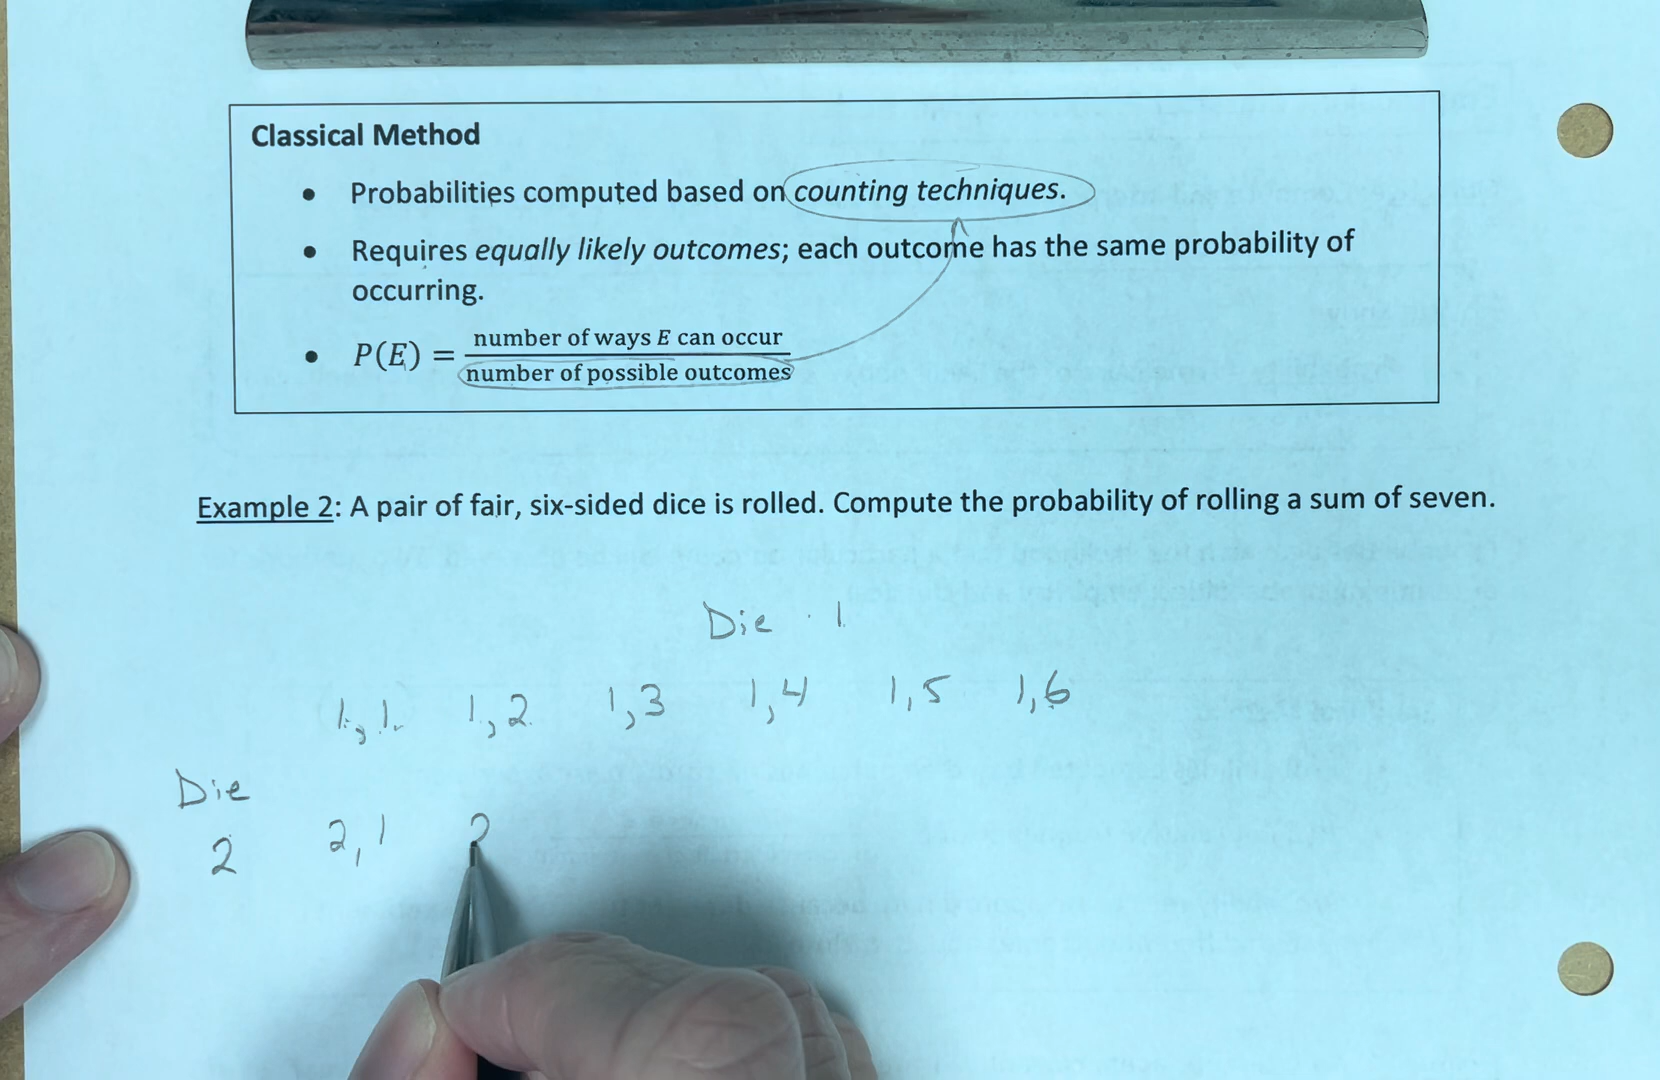 Classical Method
• Probabilities computed based on counting techniques.
• Requires equally likely outcomes; each outcome has the same probability of
occurring.
• P(E) = number of ways E can occur / number of possible outcomes
Example 2: A pair of fair, six-sided dice is rolled. Compute the probability of rolling a sum of seven.
Die 1
1,1 1,2 1,3 1,4 1,5 1,6
Die
2 2,1 2